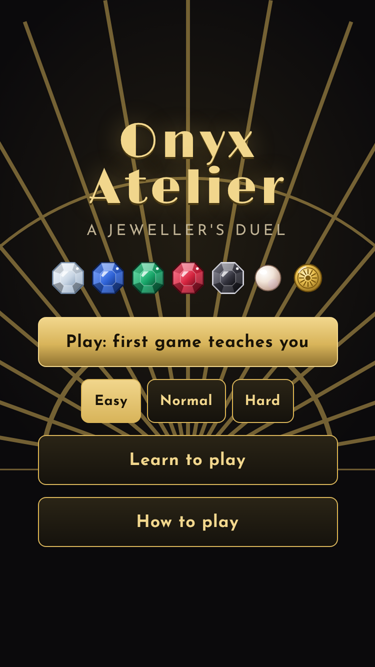 Onyx
Atelier
A JEWELLER'S DUEL
Play: first game teaches you
Easy
Normal
Hard
Learn to play
How to play